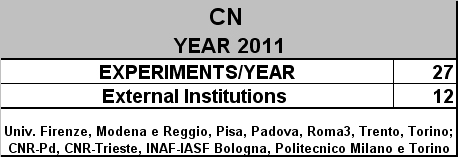 CN
YEAR 2011
EXPERIMENTS/YEAR 27
External Institutions 12
Univ. Firenze, Modena e Reggio, Pisa, Padova, Roma3, Trento, Torino;
CNR-Pd, CNR-Trieste, INAF-IASF Bologna, Politecnico Milano e Torino